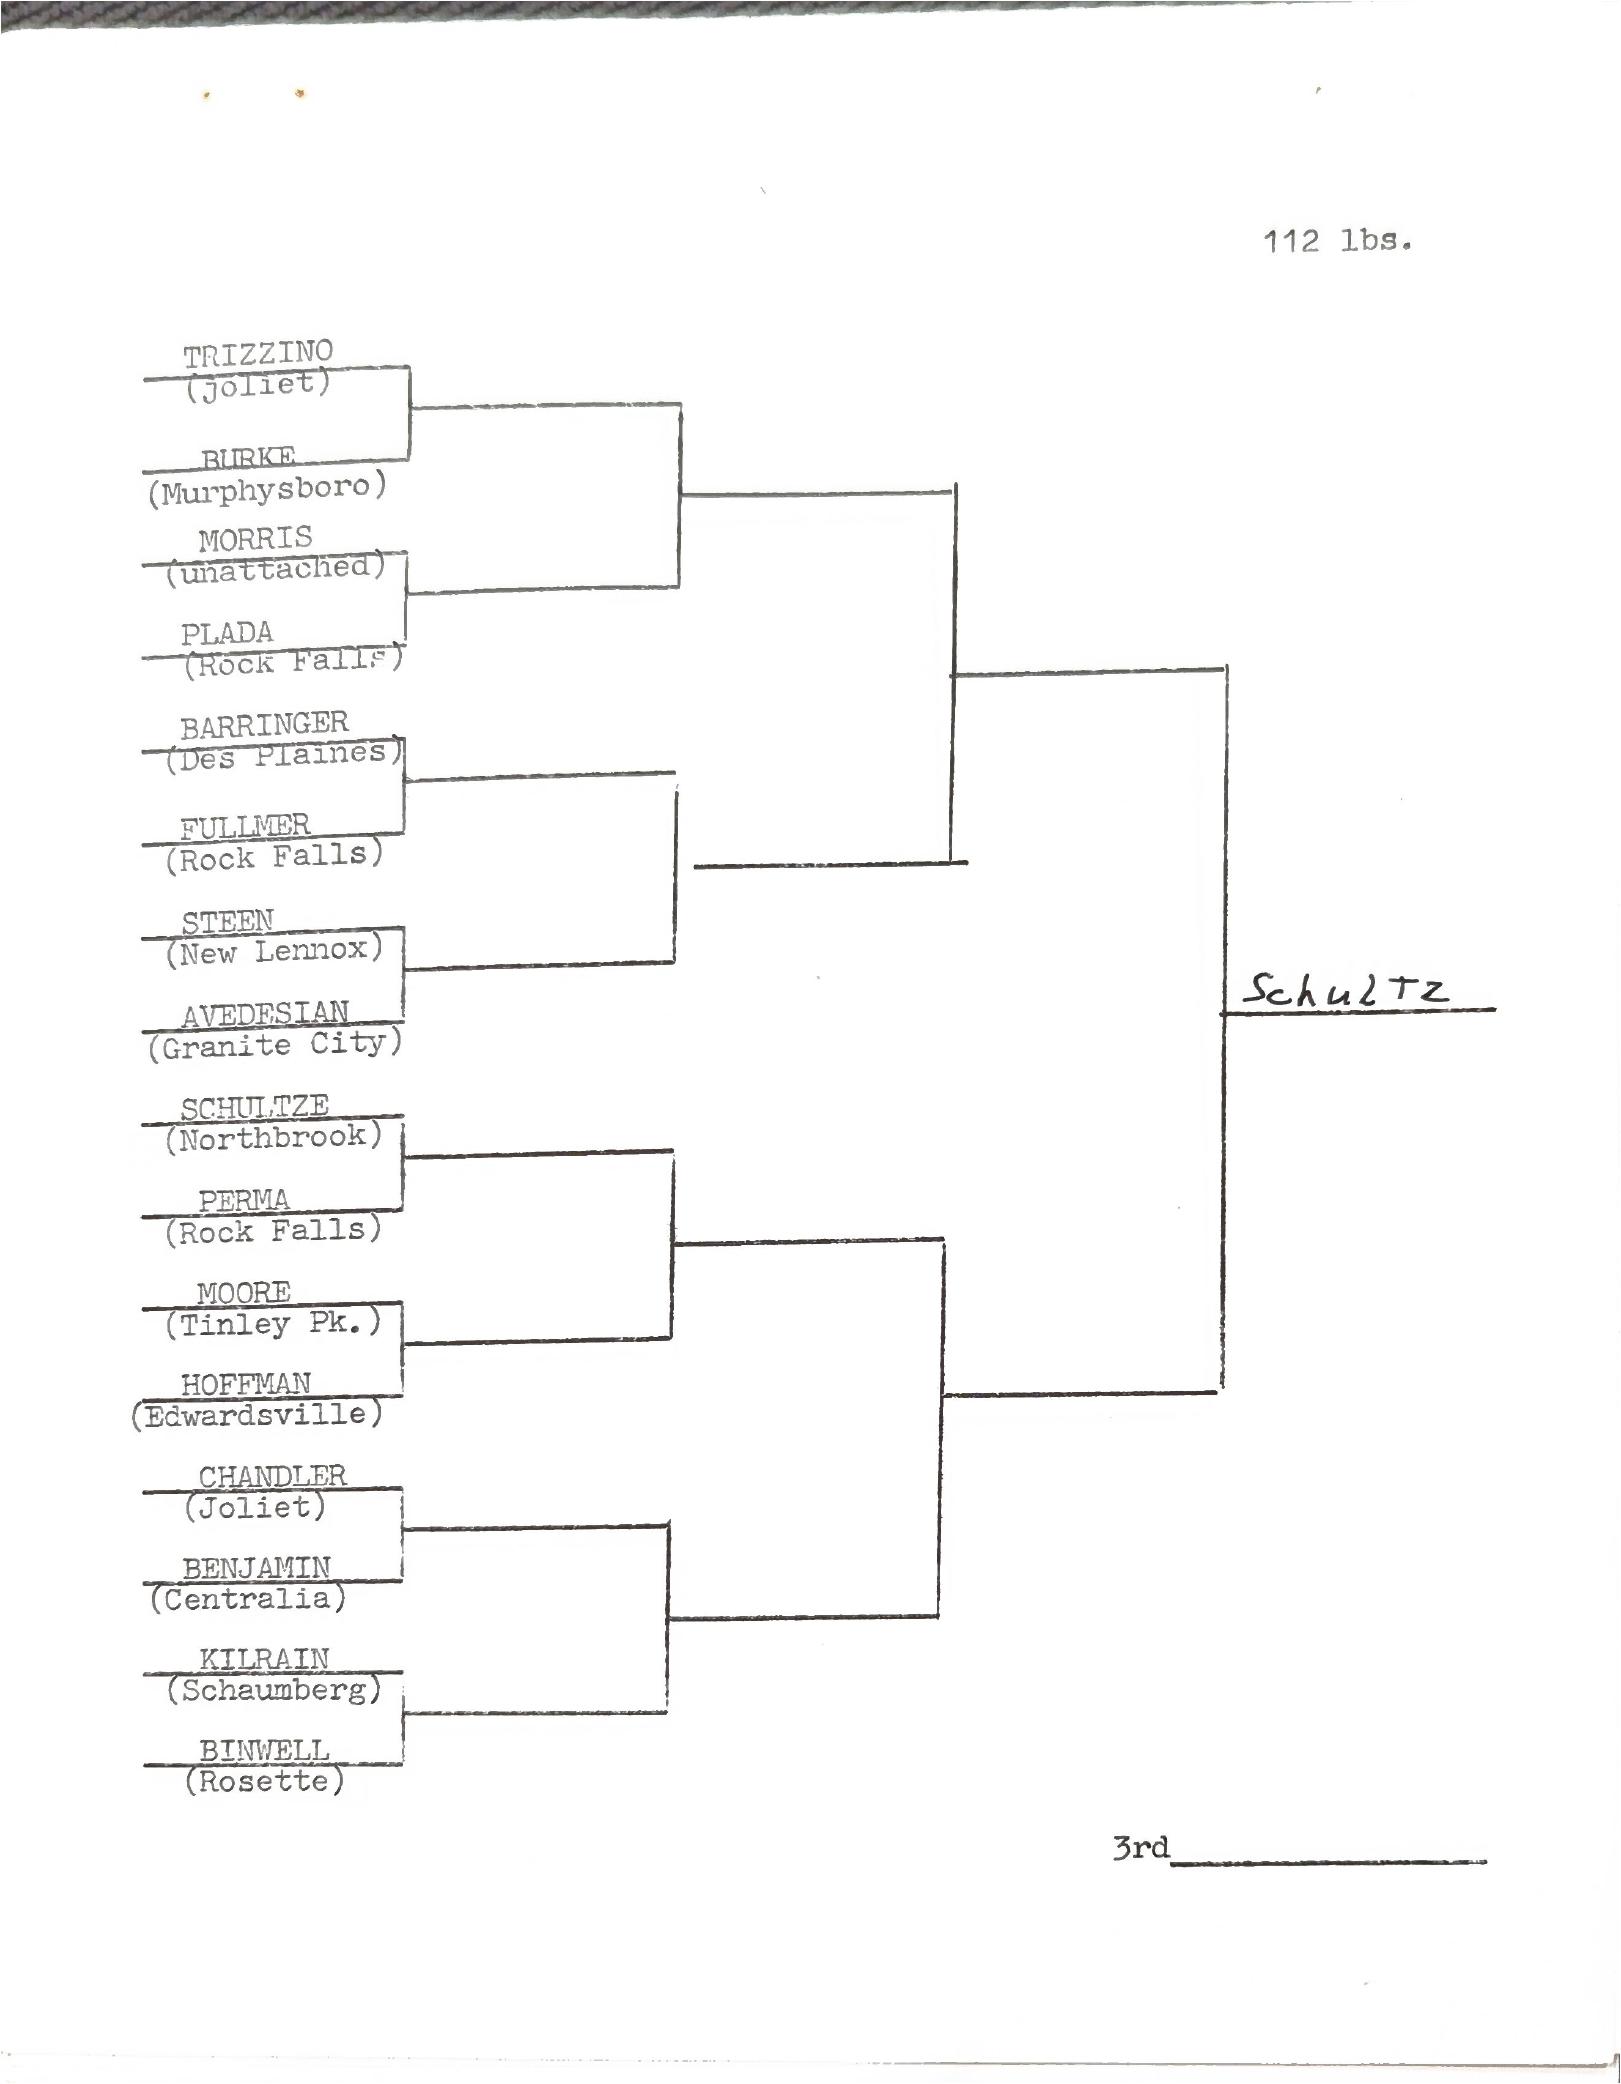 112 lbs.
TRIZZINO
(joliet)
BURKE
(Murphysboro)
MORRIS
(unattached)
PLADA
(Rock Falls)
BARRINGER
(Des Plaines)
FULLMER
(Rock Falls)
STEEN
(New Lennox)
AVEDESIAN
(Granite City)
Schultz
SCHULTZE
(Northbrook)
PERMA
(Rock Falls)
MOORE
(Tinley Pk.)
HOFFMAN
(Edwardsville)
CHANDLER
(Joliet)
BENJAMIN
(Centralia)
KILRAIN
(Schaumberg)
BINWELL
(Rosette)
3rd